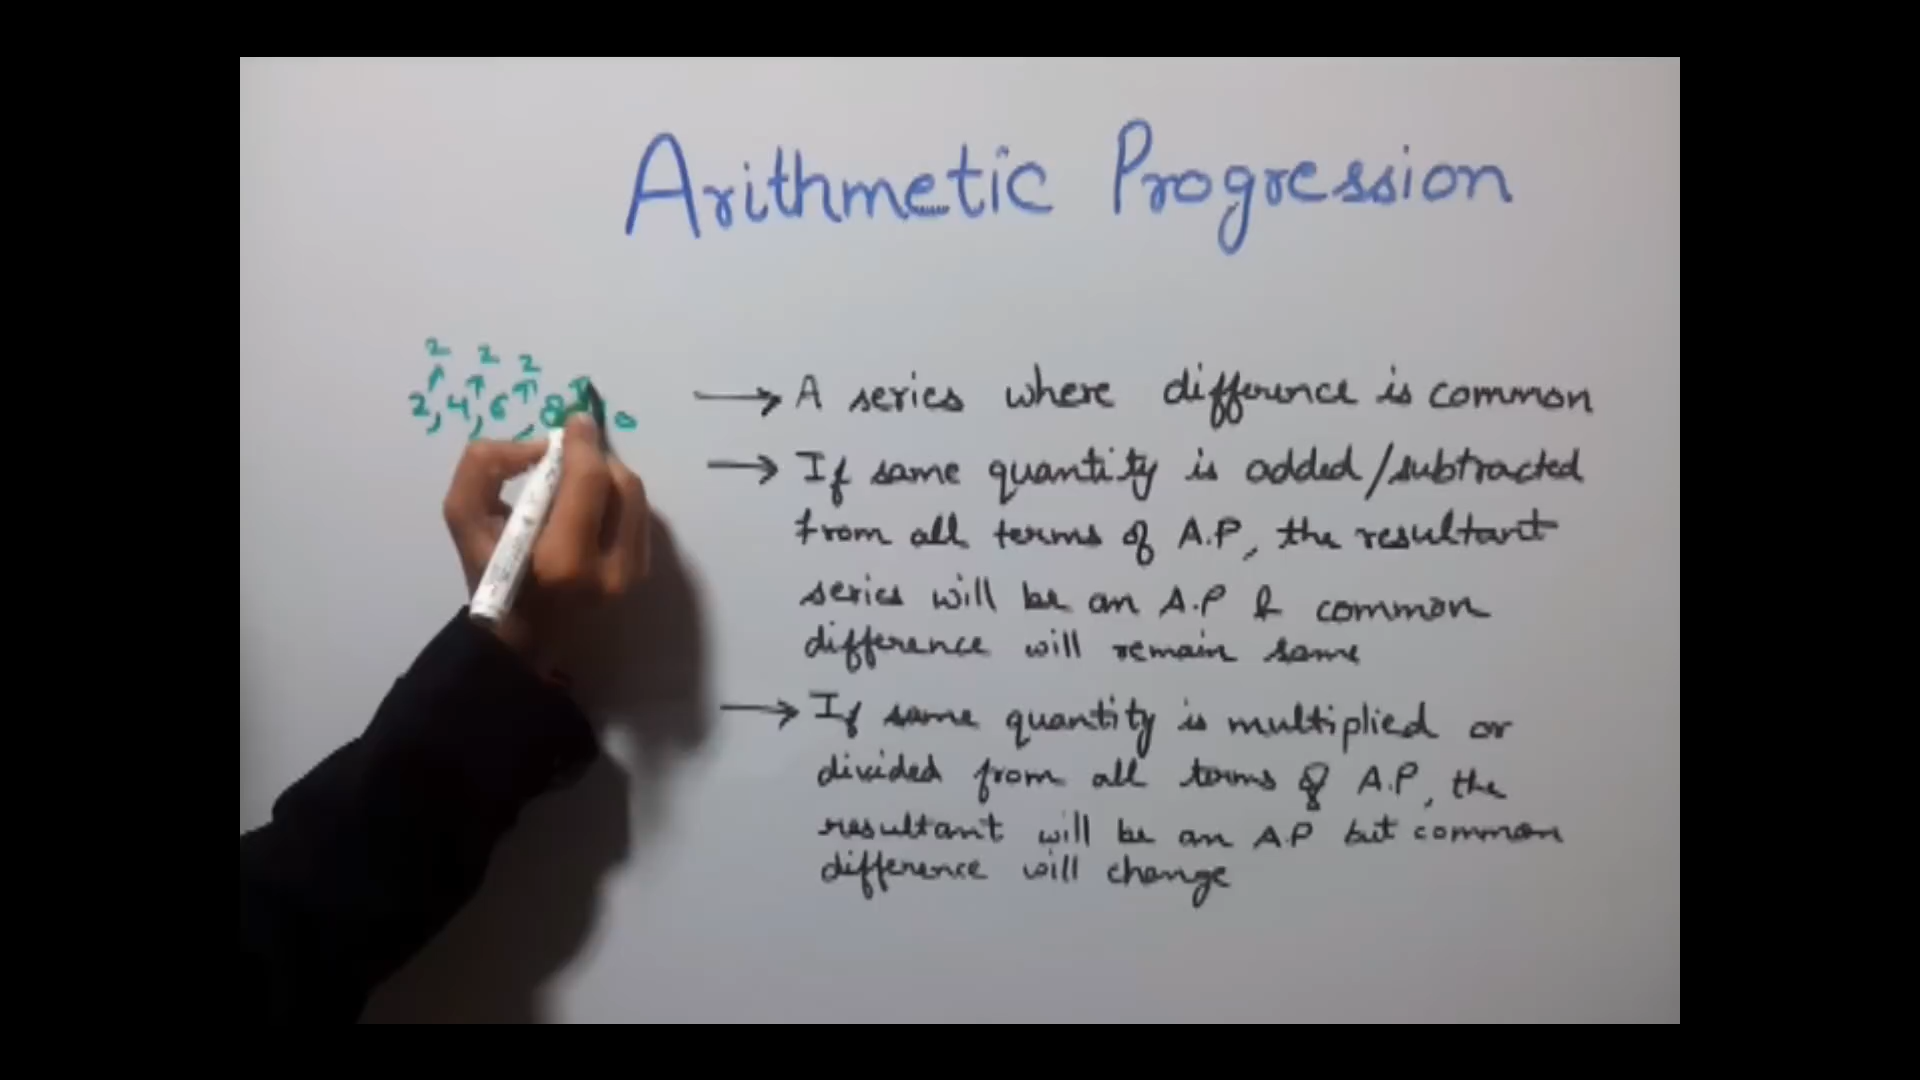 Arithmetic Progression
2 2 2
2, 4, 6, 8
→ A series where difference is common
→ If same quantity is added/subtracted
from all terms of A.P, the resultant
series will be an A.P & common
difference will remain same
→ If same quantity is multiplied or
divided from all terms of A.P, the
resultant will be an A.P but common
difference will change